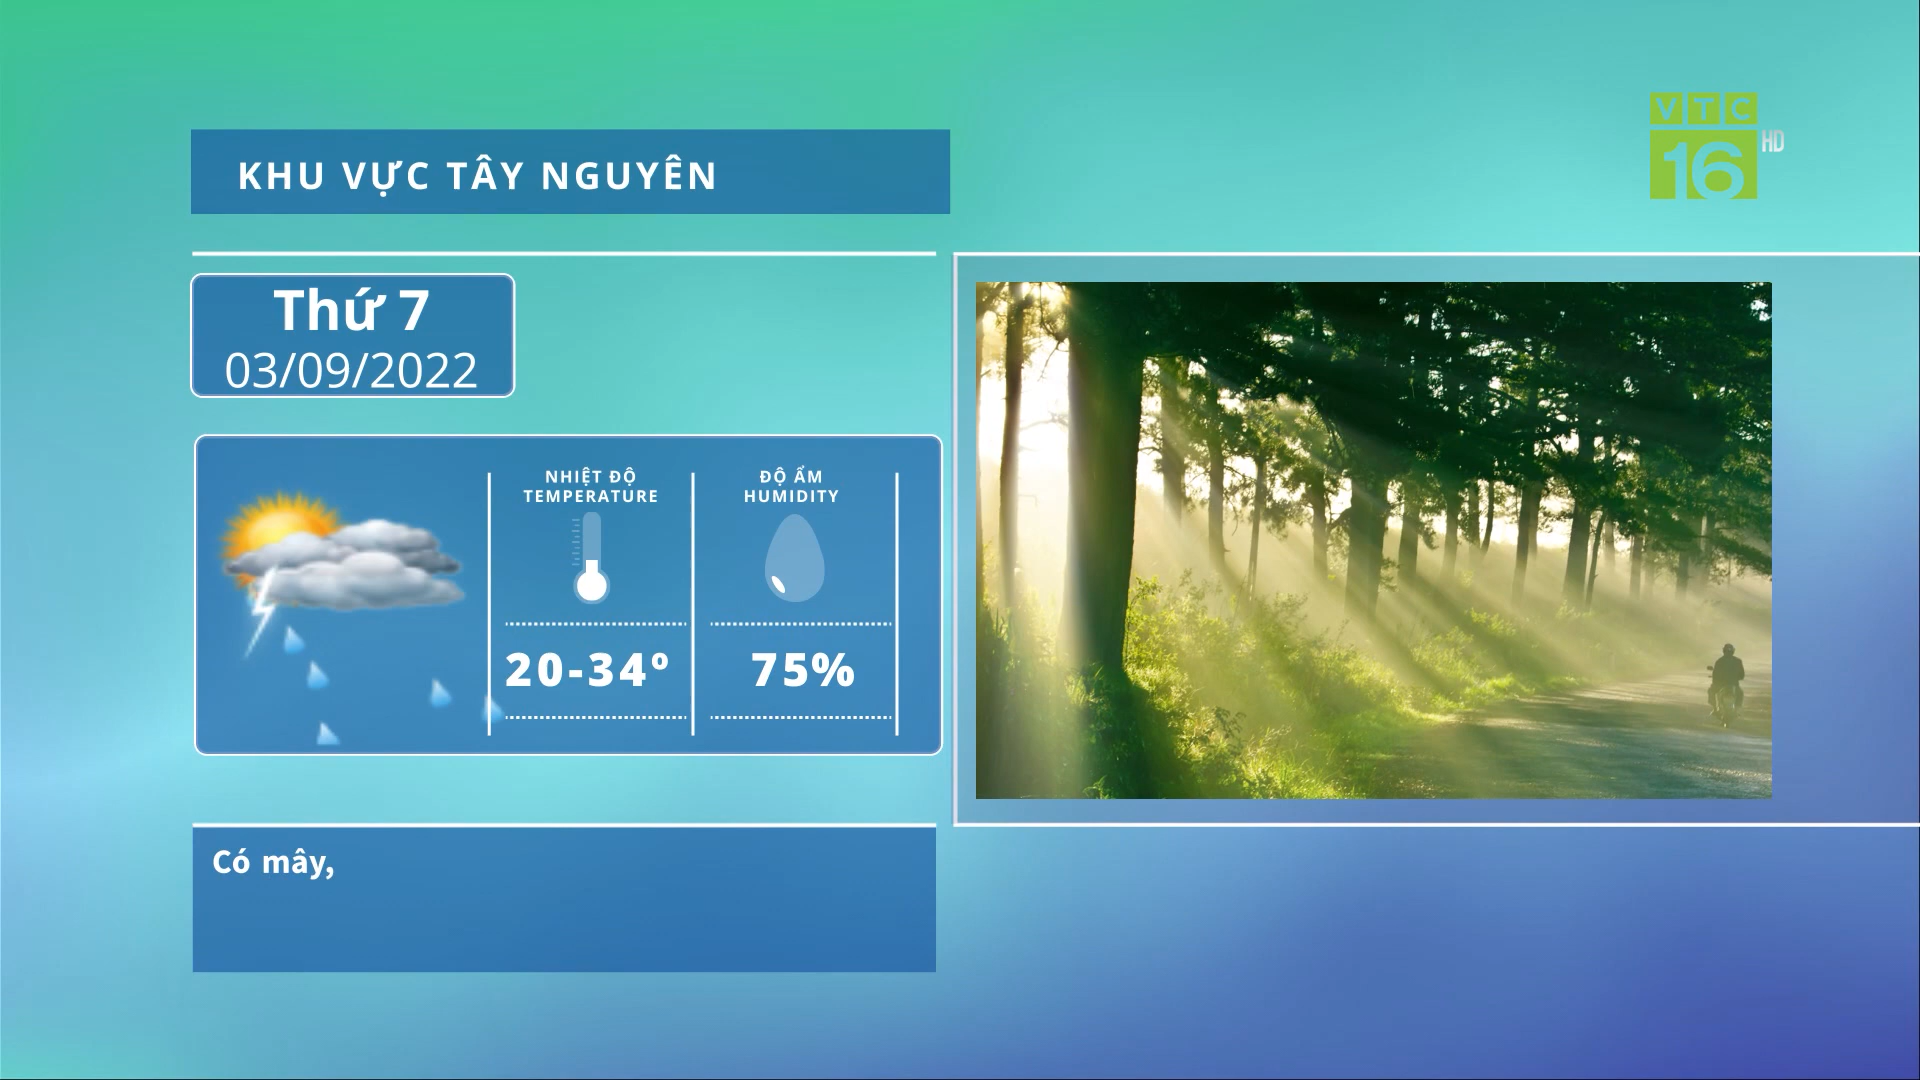 VTC
16
HD
KHU VỰC TÂY NGUYÊN
Thứ 7
03/09/2022
NHIỆT ĐỘ
TEMPERATURE
20-34º
ĐỘ ẨM
HUMIDITY
75%
Có mây,